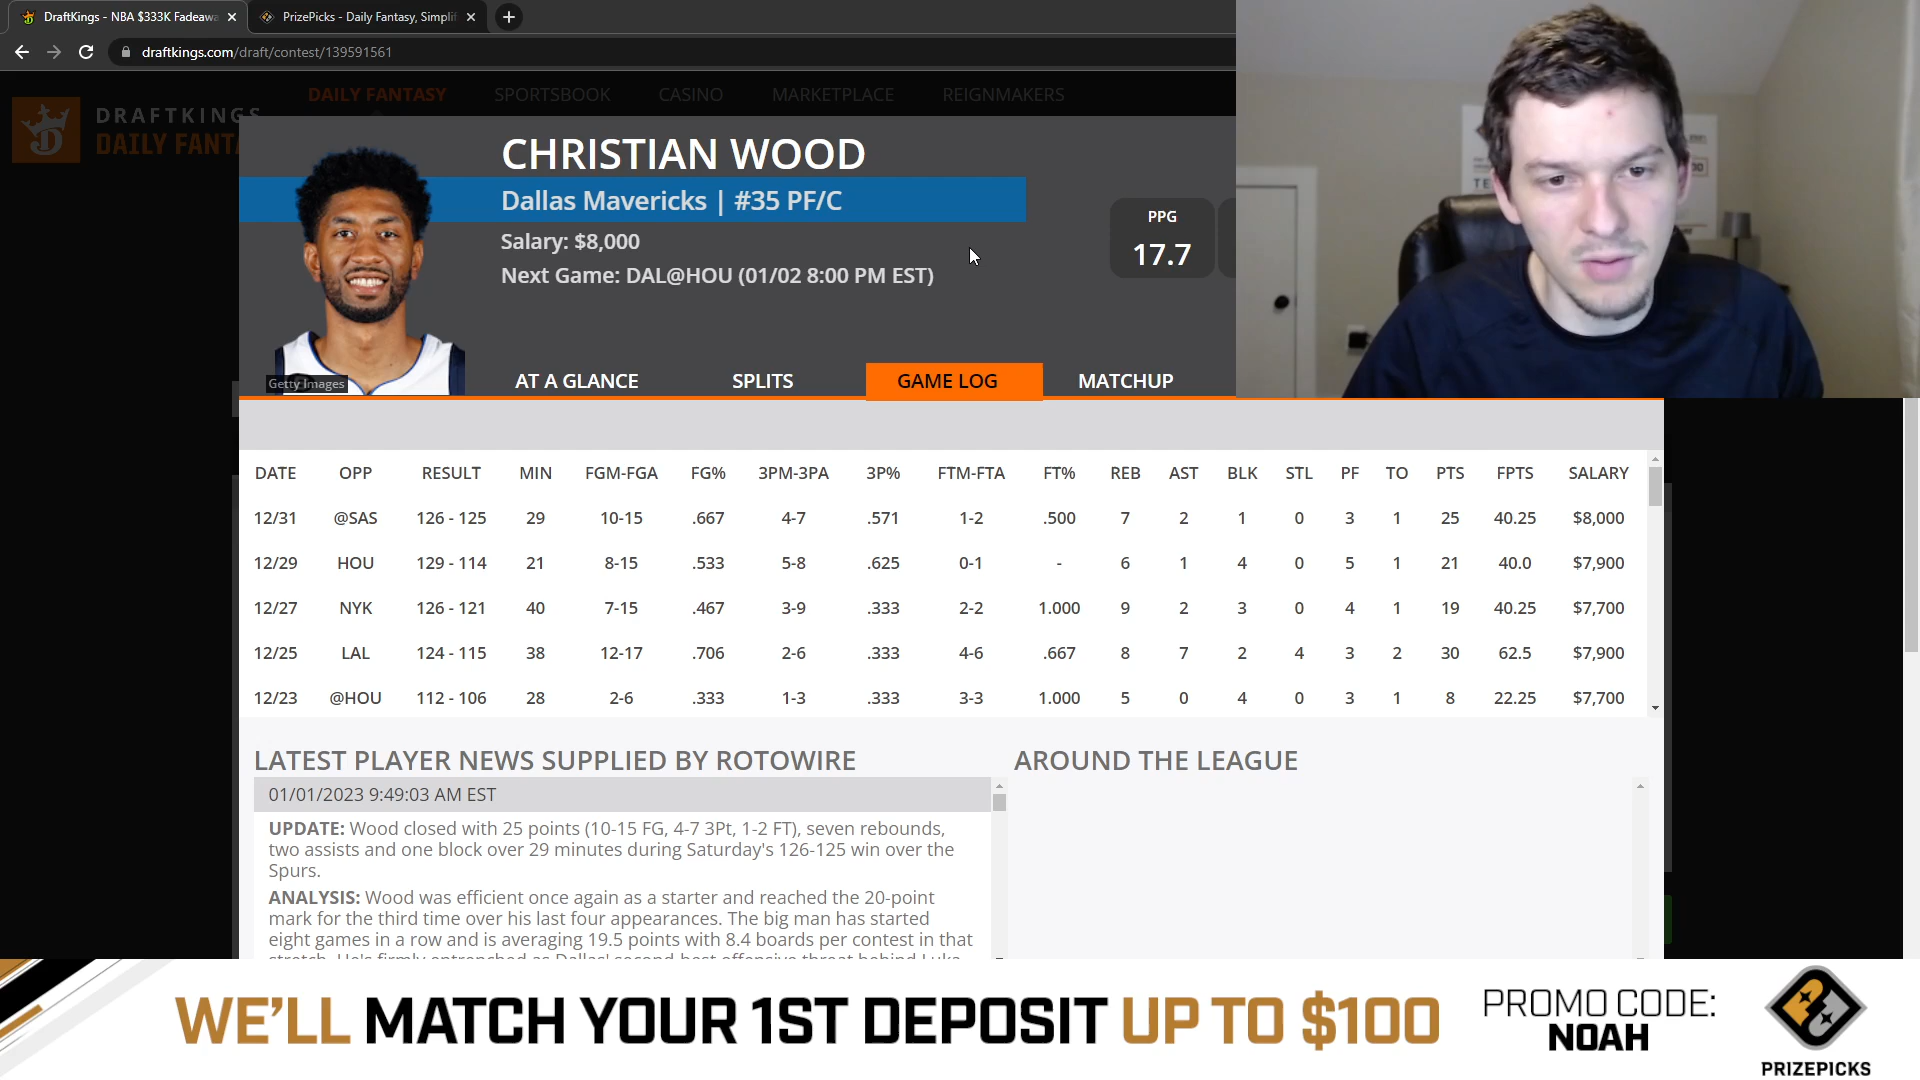 DraftKings - NBA $333K Fadeawa
PrizePicks - Daily Fantasy, Simplif
draftkings.com/draft/contest/139591561
DAILY FANTASY SPORTSBOOK CASINO MARKETPLACE REIGNMAKERS
DRAFTKINGS
DAILY FANTA
CHRISTIAN WOOD
Dallas Mavericks | #35 PF/C
Salary: $8,000
Next Game: DAL@HOU (01/02 8:00 PM EST)
PPG
17.7
Getty Images
AT A GLANCE SPLITS GAME LOG MATCHUP
DATE OPP RESULT MIN FGM-FGA FG% 3PM-3PA 3P% FTM-FTA FT% REB AST BLK STL PF TO PTS FPTS SALARY
12/31 @SAS 126 - 125 29 10-15 .667 4-7 .571 1-2 .500 7 2 1 0 3 1 25 40.25 $8,000
12/29 HOU 129 - 114 21 8-15 .533 5-8 .625 0-1 - 6 1 4 0 5 1 21 40.0 $7,900
12/27 NYK 126 - 121 40 7-15 .467 3-9 .333 2-2 1.000 9 2 3 0 4 1 19 40.25 $7,700
12/25 LAL 124 - 115 38 12-17 .706 2-6 .333 4-6 .667 8 7 2 4 3 2 30 62.5 $7,900
12/23 @HOU 112 - 106 28 2-6 .333 1-3 .333 3-3 1.000 5 0 4 0 3 1 8 22.25 $7,700
LATEST PLAYER NEWS SUPPLIED BY ROTOWIRE
AROUND THE LEAGUE
01/01/2023 9:49:03 AM EST
UPDATE: Wood closed with 25 points (10-15 FG, 4-7 3Pt, 1-2 FT), seven rebounds,
two assists and one block over 29 minutes during Saturday's 126-125 win over the
Spurs.
ANALYSIS: Wood was efficient once again as a starter and reached the 20-point
mark for the third time over his last four appearances. The big man has started
eight games in a row and is averaging 19.5 points with 8.4 boards per contest in that
stretch. He's firmly entrenched as Dallas' second-best offensive threat behind Luka
WE'LL MATCH YOUR 1ST DEPOSIT UP TO $100
PROMO CODE:
NOAH
PRIZEPICKS